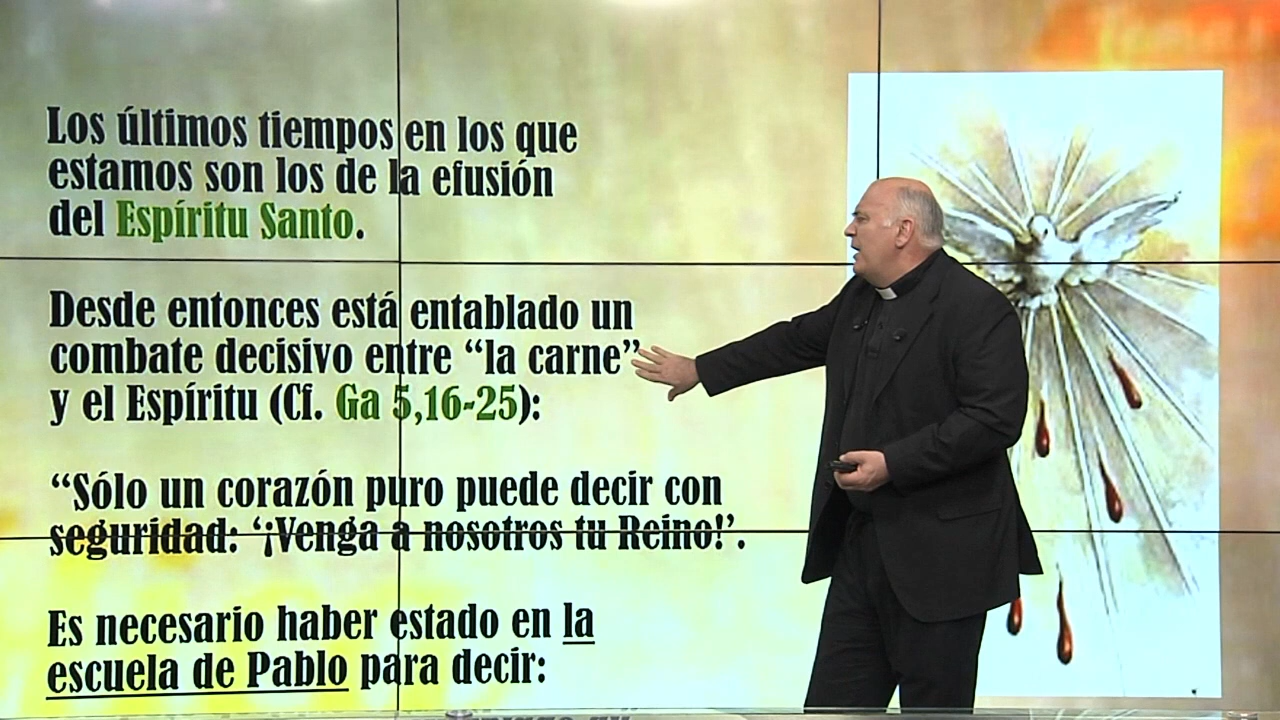 Los últimos tiempos en los que
estamos son los de la efusión
del Espíritu Santo.
Desde entonces está entablado un
combate decisivo entre “la carne”
y el Espíritu (Cf. Ga 5,16-25):
“Sólo un corazón puro puede decir con
seguridad: ‘¡Venga a nosotros tu Reino!’.
Es necesario haber estado en la
escuela de Pablo para decir: